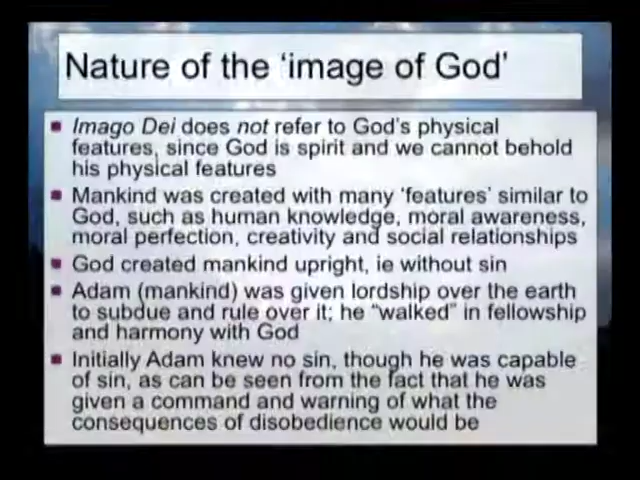 Nature of the 'image of God'
Imago Dei does not refer to God's physical
features, since God is spirit and we cannot behold
his physical features
Mankind was created with many 'features' similar to
God, such as human knowledge, moral awareness,
moral perfection, creativity and social relationships
God created mankind upright, ie without sin
Adam (mankind) was given lordship over the earth
to subdue and rule over it; he "walked" in fellowship
and harmony with God
Initially Adam knew no sin, though he was capable
of sin, as can be seen from the fact that he was
given a command and warning of what the
consequences of disobedience would be